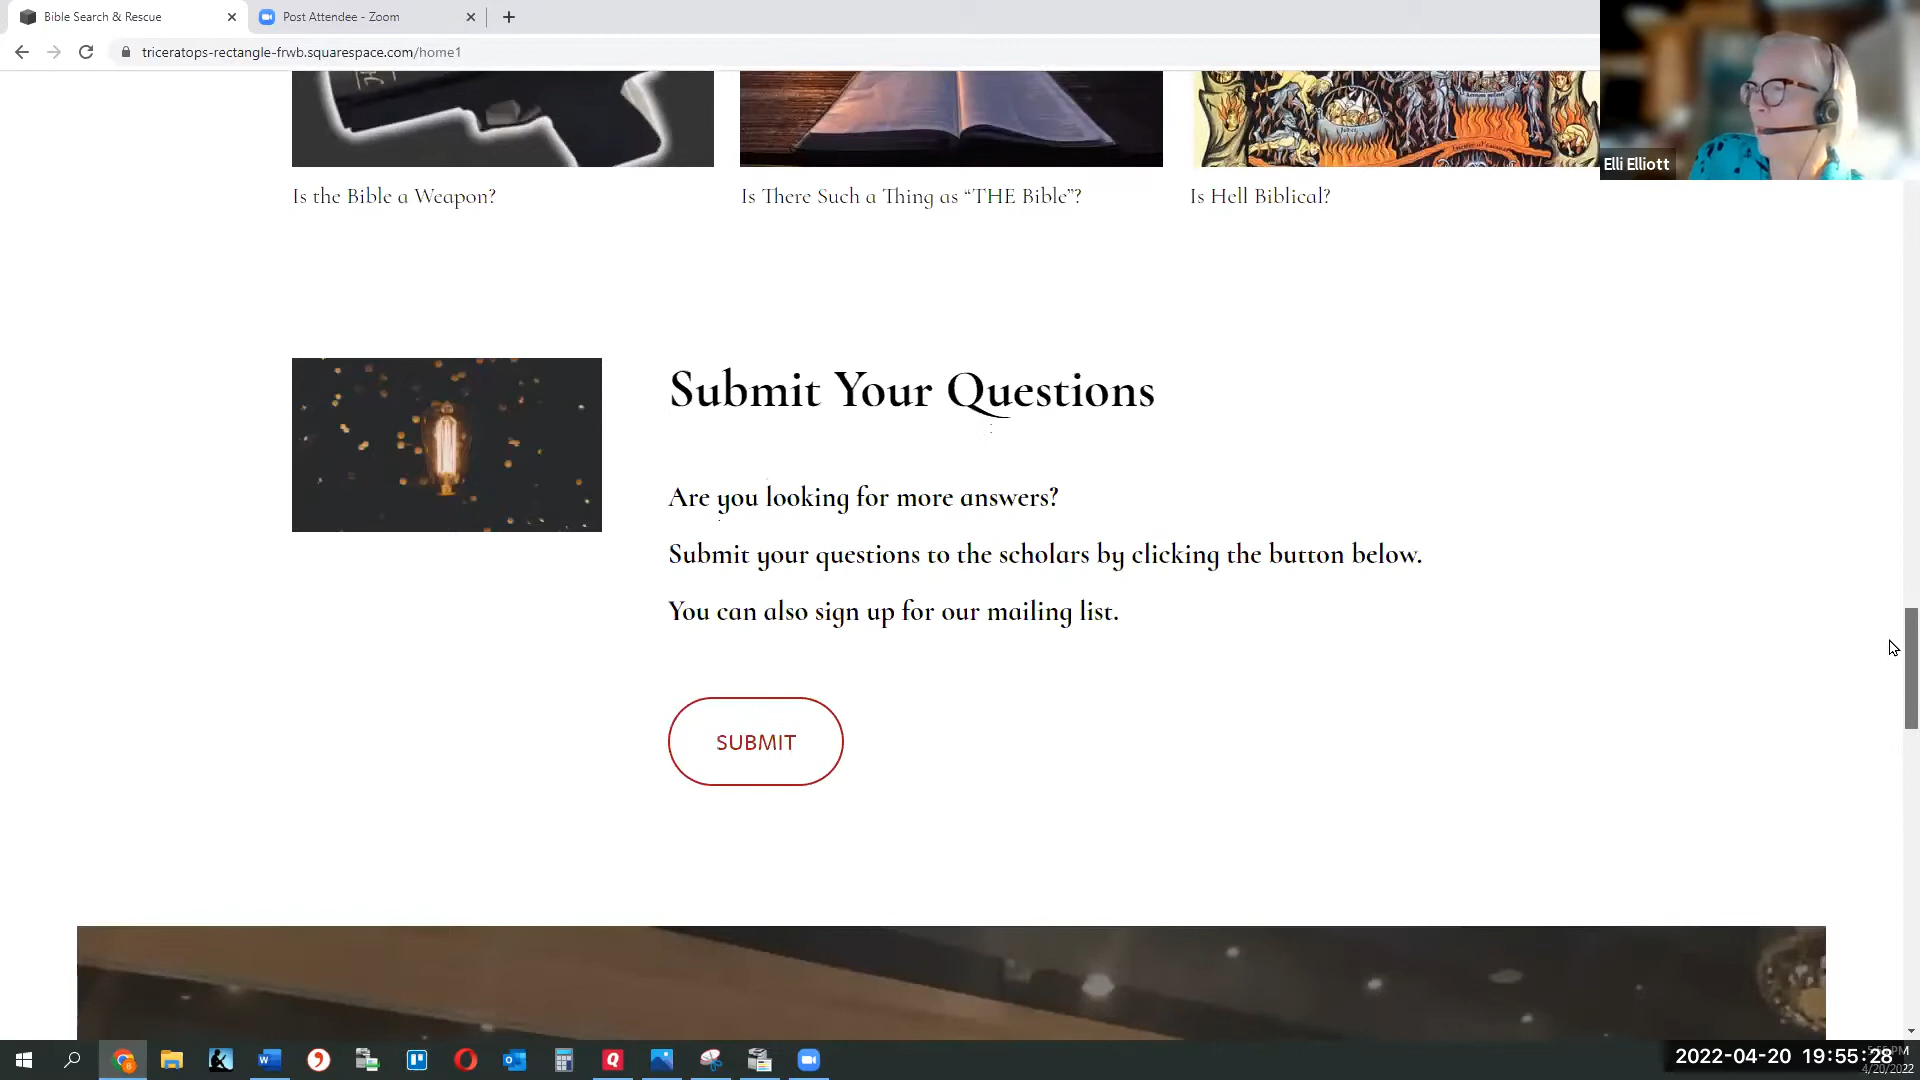 Bible Search & Rescue
Post Attendee - Zoom
triceratops-rectangle-frwb.squarespace.com/home1
Elli Elliott
Is the Bible a Weapon?
Is There Such a Thing as “THE Bible”?
Is Hell Biblical?
Submit Your Questions
Are you looking for more answers?
Submit your questions to the scholars by clicking the button below.
You can also sign up for our mailing list.
SUBMIT
2022-04-20 19:55:28
4/20/2022